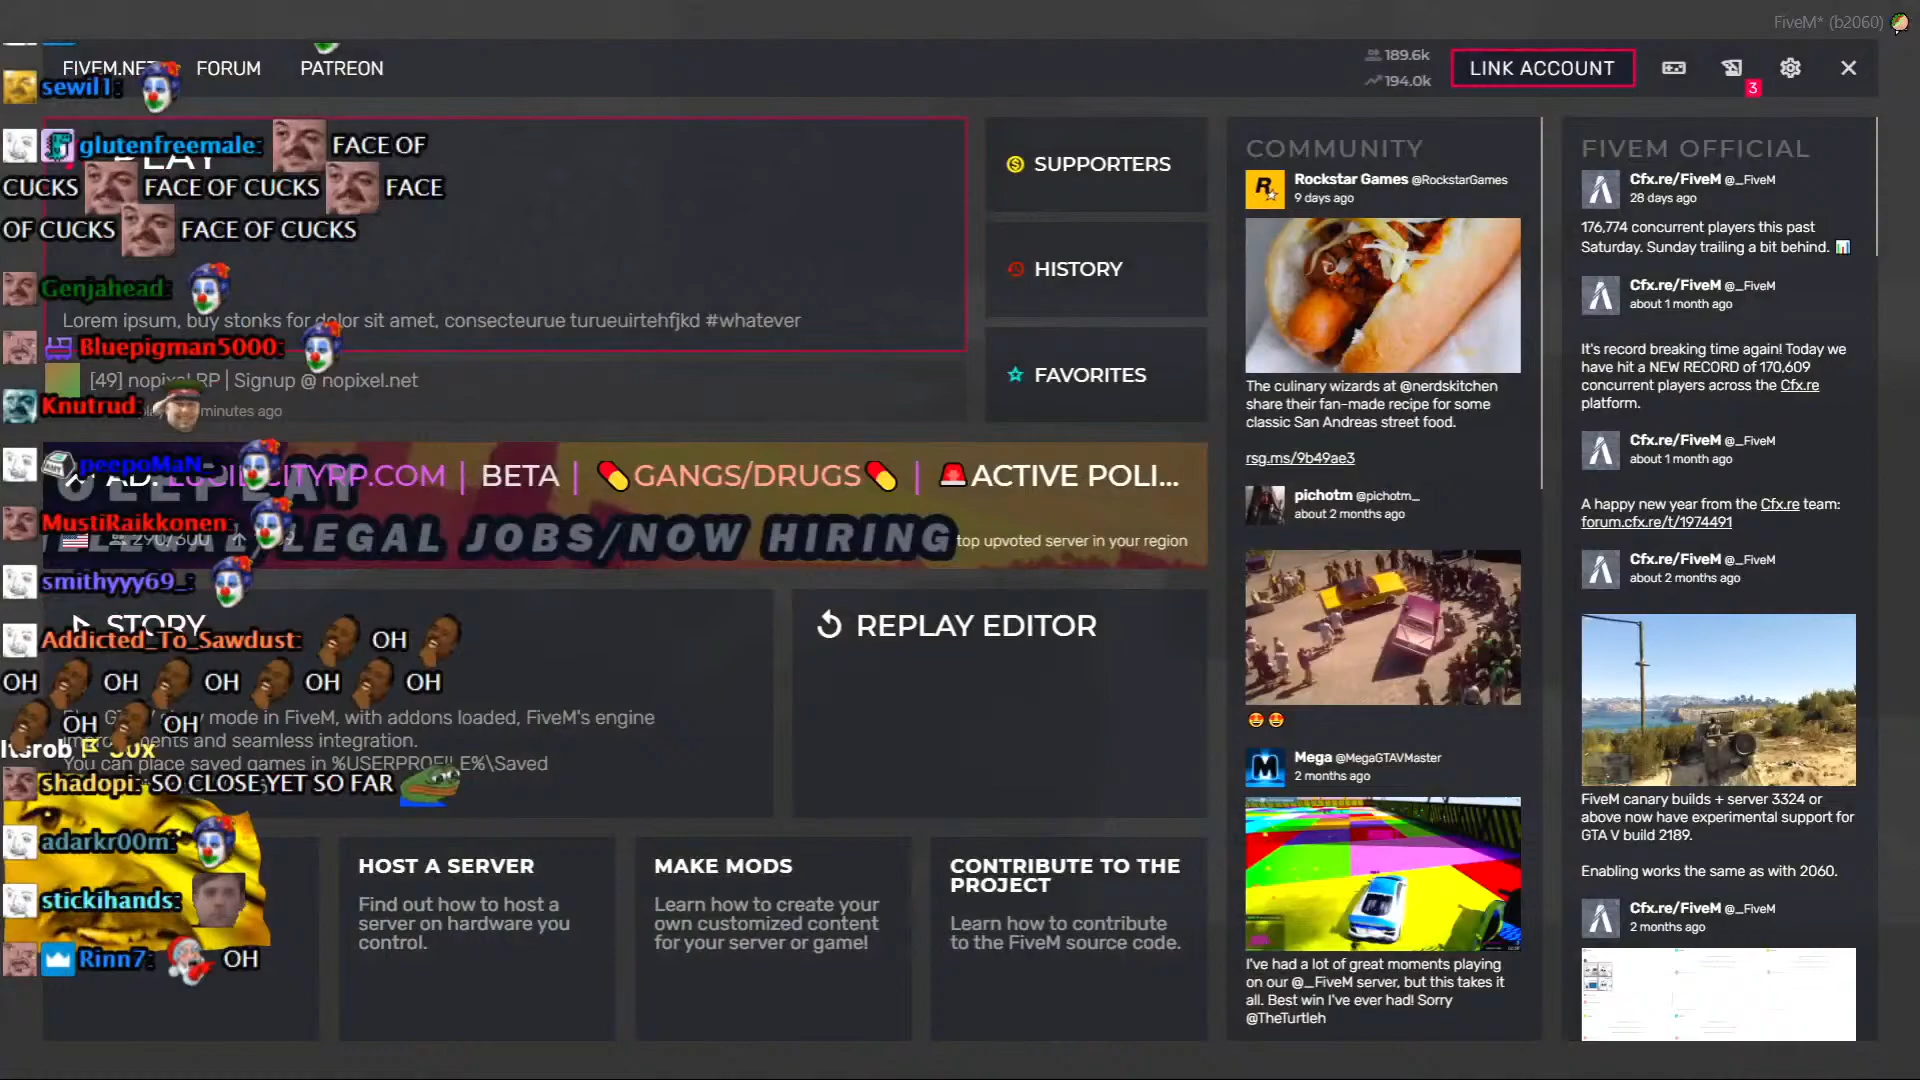 FiveM* (b2060)
FIVEM.NET FORUM PATREON
189.6k
194.0k
LINK ACCOUNT
3
sewil1:
glutenfreemale: FACE OF
CUCKS FACE OF CUCKS FACE
OF CUCKS FACE OF CUCKS
PLAY
Genjahead:
Lorem ipsum, buy stonks for dolor sit amet, consecteurue turueuirtehfjkd #whatever
Bluepigman5000:
[49] nopixel RP | Signup @ nopixel.net
Knutrud:
minutes ago
SUPPORTERS
HISTORY
FAVORITES
peepoMaN:
AD: CITYRP.COM | BETA | 💊GANGS/DRUGS💊 | 🚨ACTIVE POLI...
MustiRaikkonen:
290/600
LEGAL JOBS/NOW HIRING
top upvoted server in your region
smithyyy69_:
STORY
Addicted_To_Sawdust: OH
OH OH OH OH OH
OH OH
mode in FiveM, with addons loaded, FiveM's engine
improvements and seamless integration.
You can place saved games in %USERPROFILE%\Saved
REPLAY EDITOR
Itsrob
shadopi: SO CLOSE YET SO FAR
adarkr00m:
stickihands:
Rinn7: OH
HOST A SERVER
Find out how to host a
server on hardware you
control.
MAKE MODS
Learn how to create your
own customized content
for your server or game!
CONTRIBUTE TO THE
PROJECT
Learn how to contribute
to the FiveM source code.
COMMUNITY
Rockstar Games @RockstarGames
9 days ago
The culinary wizards at @nerdskitchen
share their fan-made recipe for some
classic San Andreas street food.
rsg.ms/9b49ae3
pichotm @pichotm_
about 2 months ago
🤩 🤩
Mega @MegaGTAVMaster
2 months ago
I've had a lot of great moments playing
on our @_FiveM server, but this takes it
all. Best win I've ever had! Sorry
@TheTurtleh
FIVEM OFFICIAL
Cfx.re/FiveM @_FiveM
28 days ago
176,774 concurrent players this past
Saturday. Sunday trailing a bit behind. 📊
Cfx.re/FiveM @_FiveM
about 1 month ago
It's record breaking time again! Today we
have hit a NEW RECORD of 170,609
concurrent players across the Cfx.re
platform.
Cfx.re/FiveM @_FiveM
about 1 month ago
A happy new year from the Cfx.re team:
forum.cfx.re/t/1974491
Cfx.re/FiveM @_FiveM
about 2 months ago
FiveM canary builds + server 3324 or
above now have experimental support for
GTA V build 2189.
Enabling works the same as with 2060.
Cfx.re/FiveM @_FiveM
2 months ago